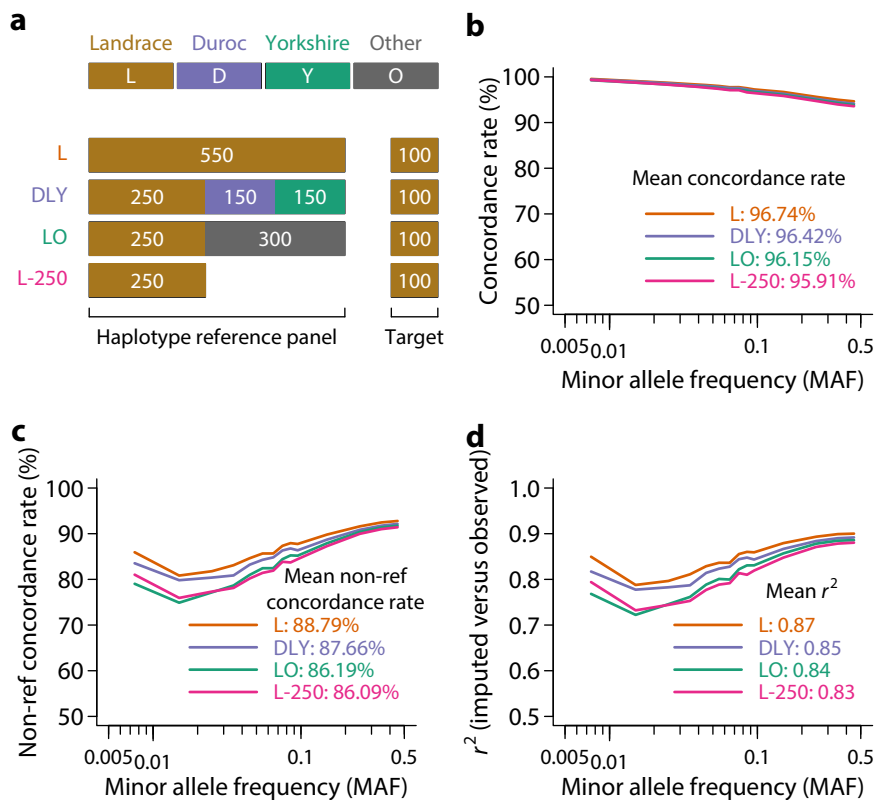 a
Landrace Duroc Yorkshire Other
L D Y O
L 550 100
DLY 250 150 150 100
LO 250 300 100
L-250 250 100
Haplotype reference panel Target
b
Concordance rate (%)
100
90
80
70
60
50
Mean concordance rate
L: 96.74%
DLY: 96.42%
LO: 96.15%
L-250: 95.91%
0.005 0.01 0.1 0.5
Minor allele frequency (MAF)
c
Non-ref concordance rate (%)
100
90
80
70
60
50
Mean non-ref
concordance rate
L: 88.79%
DLY: 87.66%
LO: 86.19%
L-250: 86.09%
0.005 0.01 0.1 0.5
Minor allele frequency (MAF)
d
r² (imputed versus observed)
1.0
0.9
0.8
0.7
0.6
0.5
Mean r²
L: 0.87
DLY: 0.85
LO: 0.84
L-250: 0.83
0.005 0.01 0.1 0.5
Minor allele frequency (MAF)